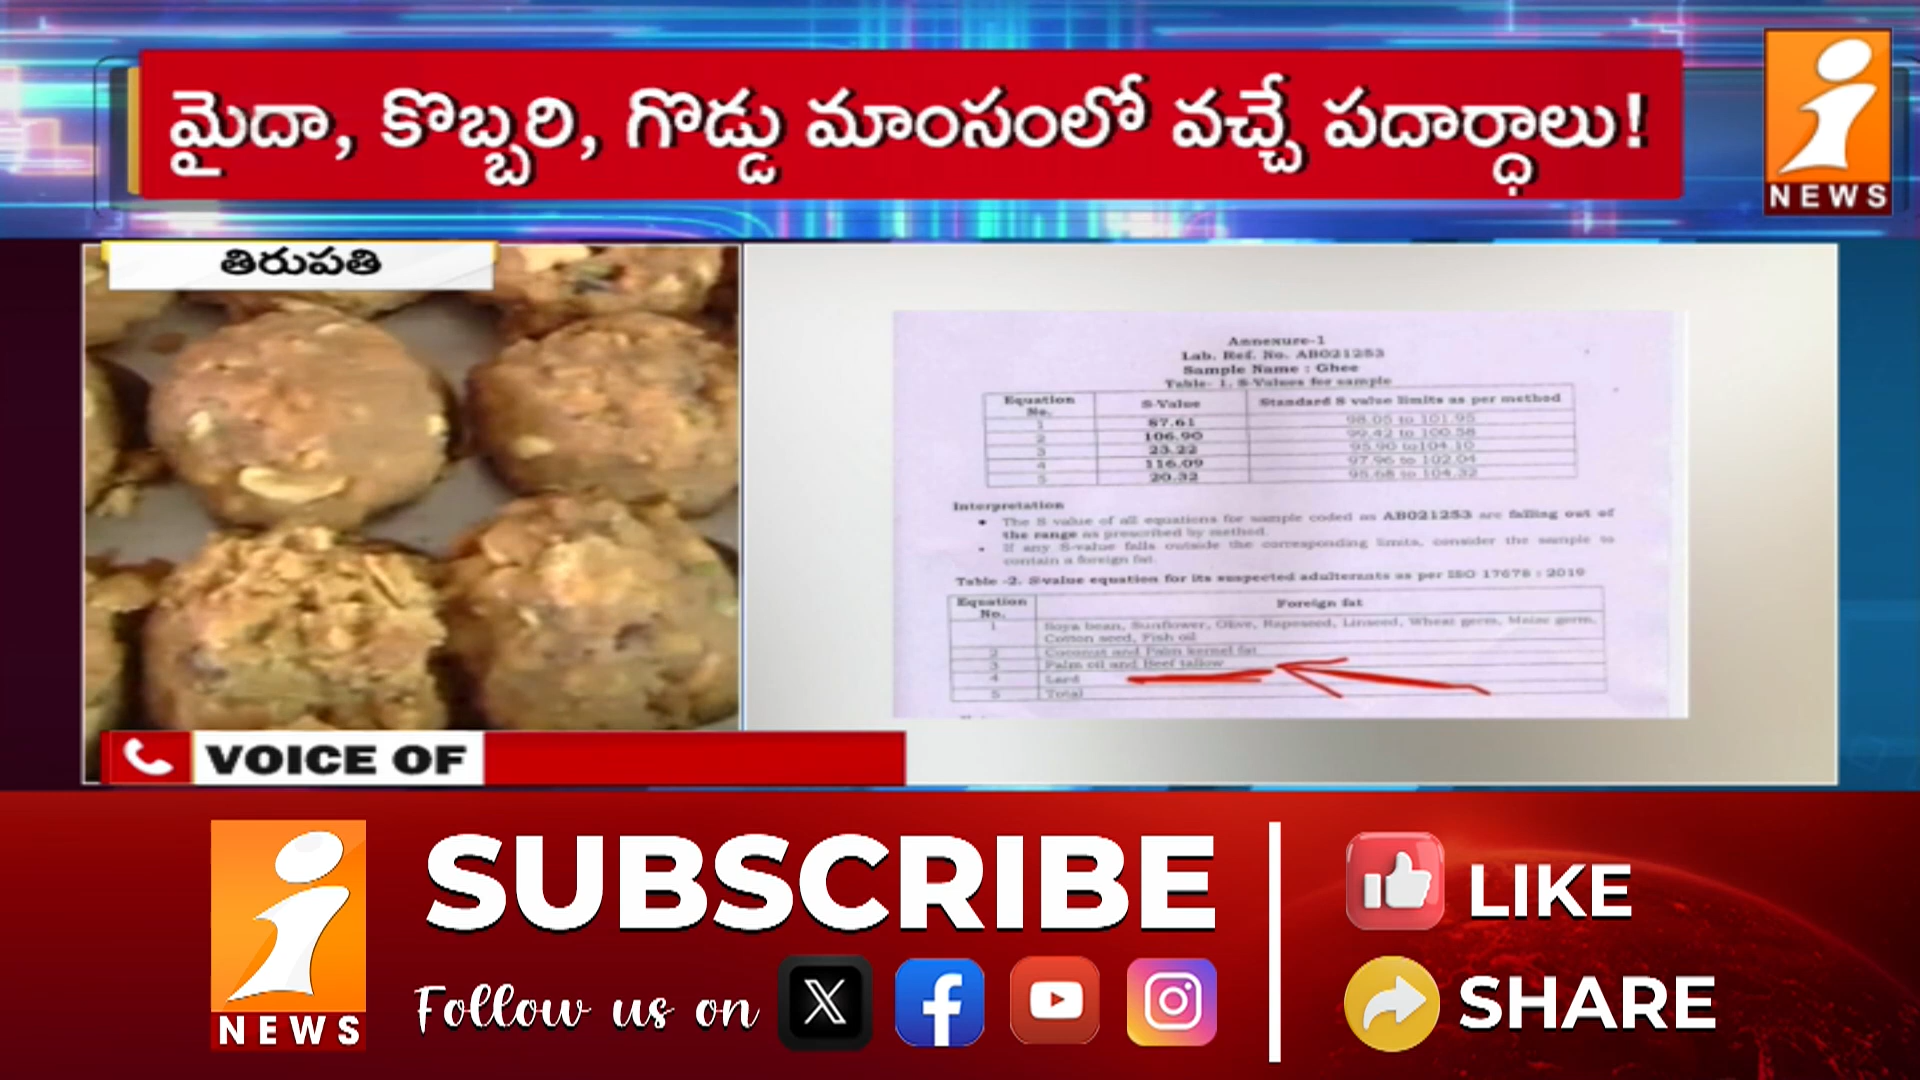 మైదా, కొబ్బరి, గొడ్డు మాంసంలో వచ్చే పదార్ధాలు!
NEWS
తిరుపతి
Annexure-1
Lab. Ref. No. AB021253
Sample Name : Ghee
Table- 1. S-Values for sample
Equation No. S-Value Standard S value limits as per method
1 87.61 98.05 to 101.95
2 106.90 99.42 to 100.58
3 23.22 95.90 to104.10
4 116.09 97.96 to 102.04
5 20.32 95.68 to 104.32
Interpretation
• The S value of all equations for sample coded as AB021253 are falling out of
the range as prescribed by method.
• If any S-value falls outside the corresponding limits, consider the sample to
contain a foreign fat.
Table -2. S-value equation for its suspected adulterants as per ISO 17678 : 2019
Equation No. Foreign fat
1 Soya bean, Sunflower, Olive, Rapeseed, Linseed, Wheat germ, Maize germ,
Cotton seed, Fish oil
2 Coconut and Palm kernel fat
3 Palm oil and Beef tallow
4 Lard
5 Total
VOICE OF
NEWS
SUBSCRIBE
Follow us on
LIKE
SHARE